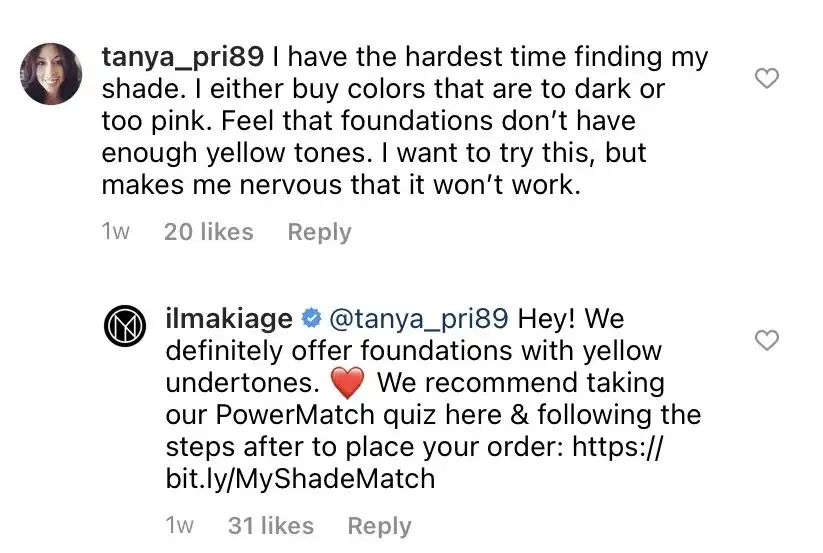 tanya_pri89 I have the hardest time finding my
shade. I either buy colors that are to dark or
too pink. Feel that foundations don’t have
enough yellow tones. I want to try this, but
makes me nervous that it won’t work.
1w 20 likes Reply
ilmakiage @tanya_pri89 Hey! We
definitely offer foundations with yellow
undertones. ❤️ We recommend taking
our PowerMatch quiz here & following the
steps after to place your order: https://
bit.ly/MyShadeMatch
1w 31 likes Reply